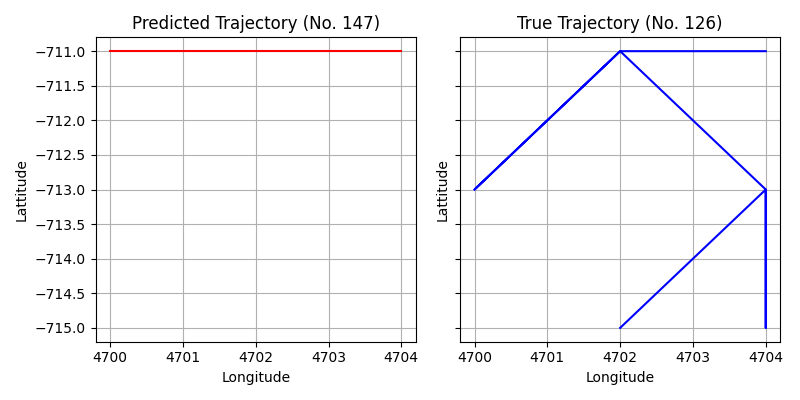 Predicted Trajectory (No. 147)
True Trajectory (No. 126)
−711.0
−711.5
−712.0
−712.5
−713.0
−713.5
−714.0
−714.5
−715.0
Lattitude
Lattitude
4700 4701 4702 4703 4704
4700 4701 4702 4703 4704
Longitude
Longitude